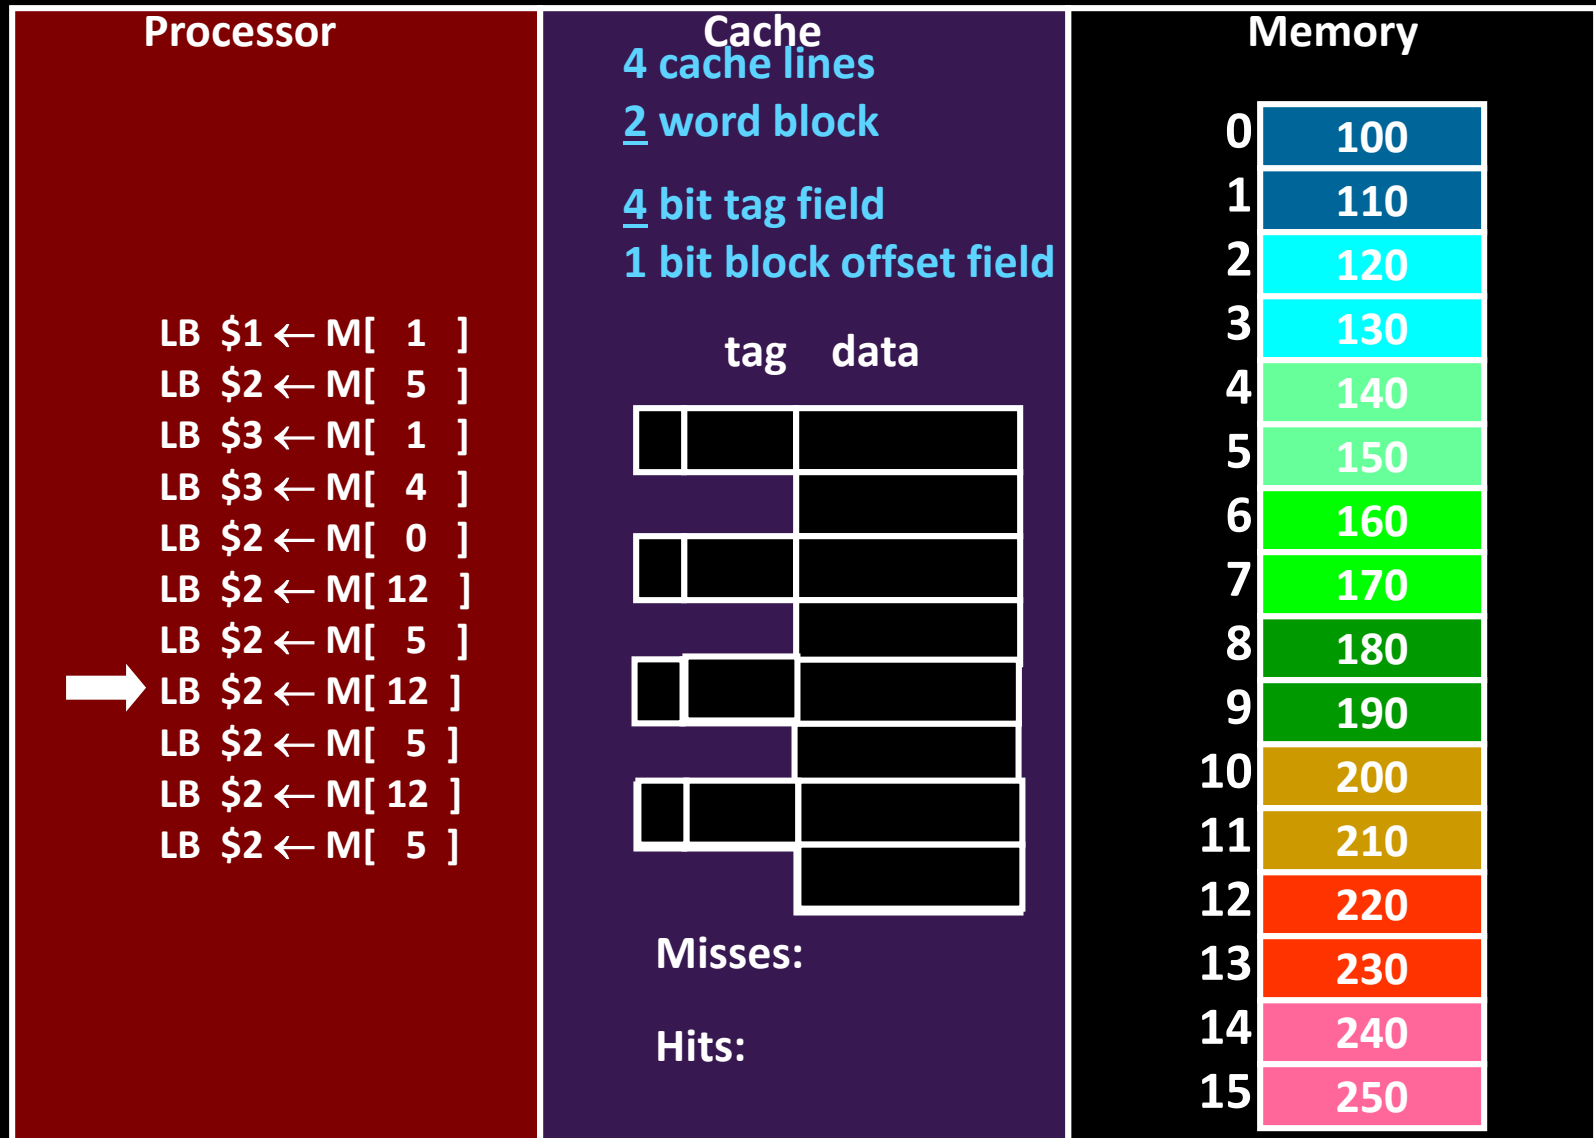 Processor
LB $1 ← M[ 1 ]
LB $2 ← M[ 5 ]
LB $3 ← M[ 1 ]
LB $3 ← M[ 4 ]
LB $2 ← M[ 0 ]
LB $2 ← M[ 12 ]
LB $2 ← M[ 5 ]
LB $2 ← M[ 12 ]
LB $2 ← M[ 5 ]
LB $2 ← M[ 12 ]
LB $2 ← M[ 5 ]
Cache
4 cache lines
2 word block
4 bit tag field
1 bit block offset field
tag data
Misses:
Hits:
Memory
0 100
1 110
2 120
3 130
4 140
5 150
6 160
7 170
8 180
9 190
10 200
11 210
12 220
13 230
14 240
15 250